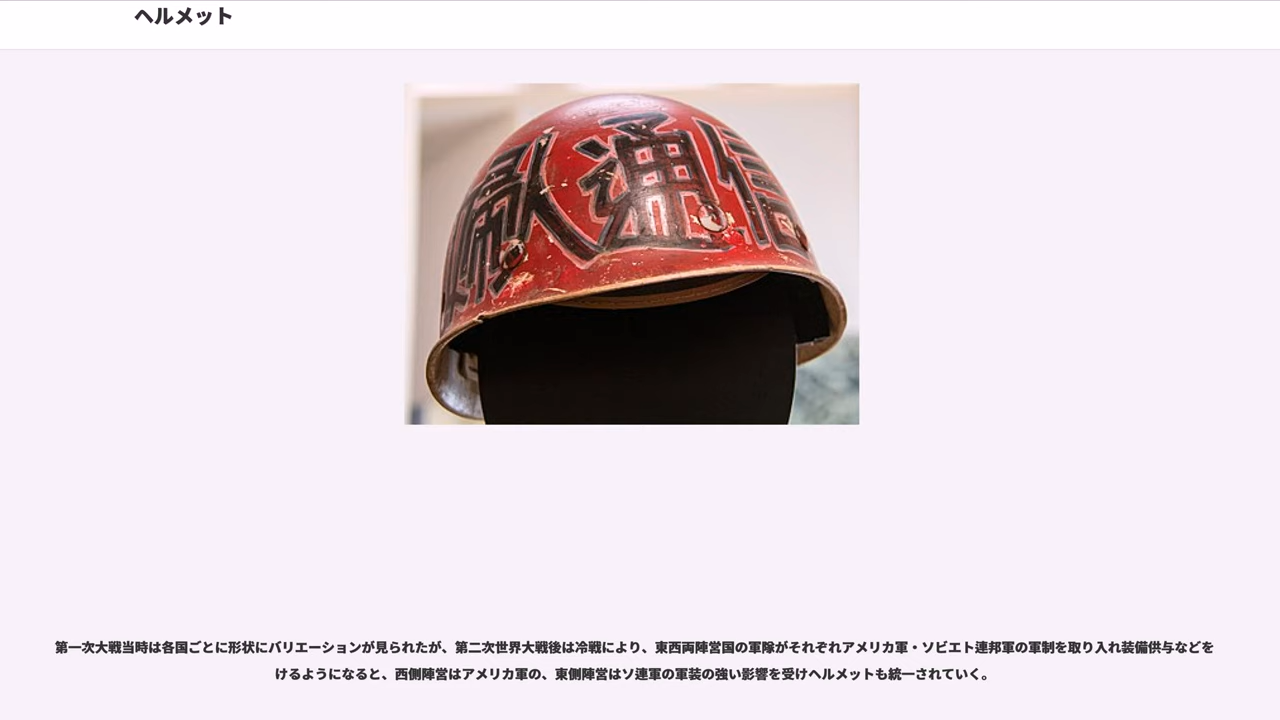 ヘルメット
通信
第一次大戦当時は各国ごとに形状にバリエーションが見られたが、第二次世界大戦後は冷戦により、東西両陣営国の軍隊がそれぞれアメリカ軍・ソビエト連邦軍の軍制を取り入れ装備供与などを
けるようになると、西側陣営はアメリカ軍の、東側陣営はソ連軍の軍装の強い影響を受けヘルメットも統一されていく。